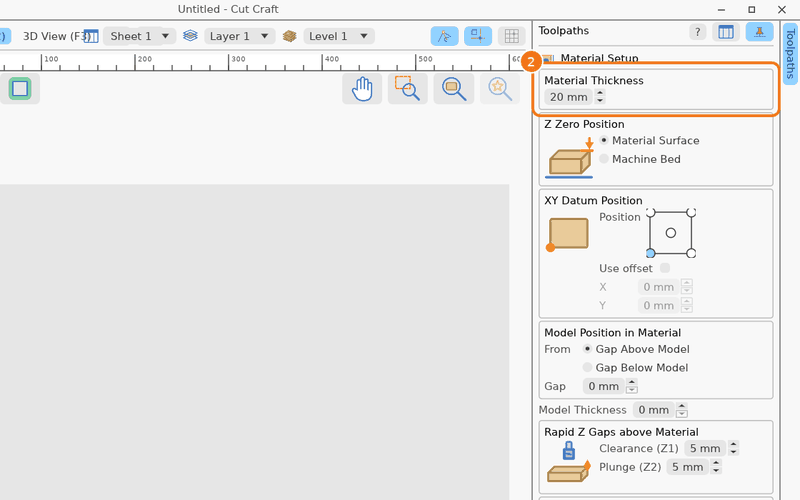 Untitled - Cut Craft
3D View (F3) Sheet 1 Layer 1 Level 1
Toolpaths
?
Toolpaths
Material Setup
100 200 300 400 500
2
Material Thickness
20 mm
Z Zero Position
Material Surface
Machine Bed
XY Datum Position
Position
Use offset
X 0 mm
Y 0 mm
Model Position in Material
From Gap Above Model
Gap Below Model
Gap 0 mm
Model Thickness 0 mm
Rapid Z Gaps above Material
Clearance (Z1) 5 mm
Plunge (Z2) 5 mm